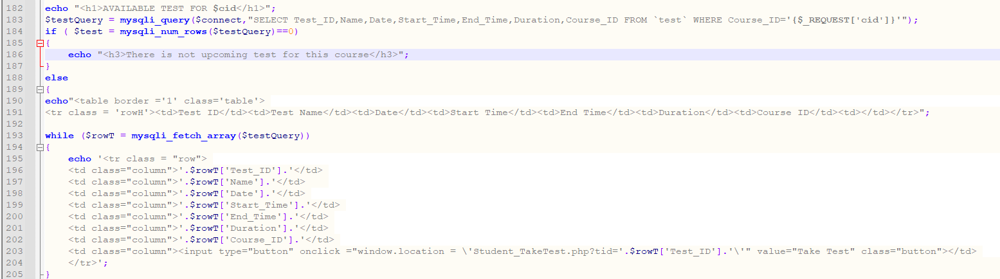 182 echo "<h1>AVAILABLE TEST FOR $cid</h1>";
183 $testQuery = mysqli_query($connect,"SELECT Test_ID,Name,Date,Start_Time,End_Time,Duration,Course_ID FROM `test` WHERE Course_ID='{$_REQUEST['cid']}'");
184 if ( $test = mysqli_num_rows($testQuery)==0)
185 {
186     echo "<h3>There is not upcoming test for this course</h3>";
187 }
188 else
189 {
190 echo"<table border ='1' class='table'>
191 <tr class = 'rowH'><td>Test ID</td><td>Test Name</td><td>Date</td><td>Start Time</td><td>End Time</td><td>Duration</td><td>Course ID</td><td></td></tr>";
192
193 while ($rowT = mysqli_fetch_array($testQuery))
194 {
195     echo '<tr class = "row">
196     <td class="column">'.$rowT['Test_ID'].'</td>
197     <td class="column">'.$rowT['Name'].'</td>
198     <td class="column">'.$rowT['Date'].'</td>
199     <td class="column">'.$rowT['Start_Time'].'</td>
200     <td class="column">'.$rowT['End_Time'].'</td>
201     <td class="column">'.$rowT['Duration'].'</td>
202     <td class="column">'.$rowT['Course_ID'].'</td>
203     <td class="column"><input type="button" onclick ="window.location = \'Student_TakeTest.php?tid='.$rowT['Test_ID'].'\'" value="Take Test" class="button"></td>
204     </tr>';
205 }